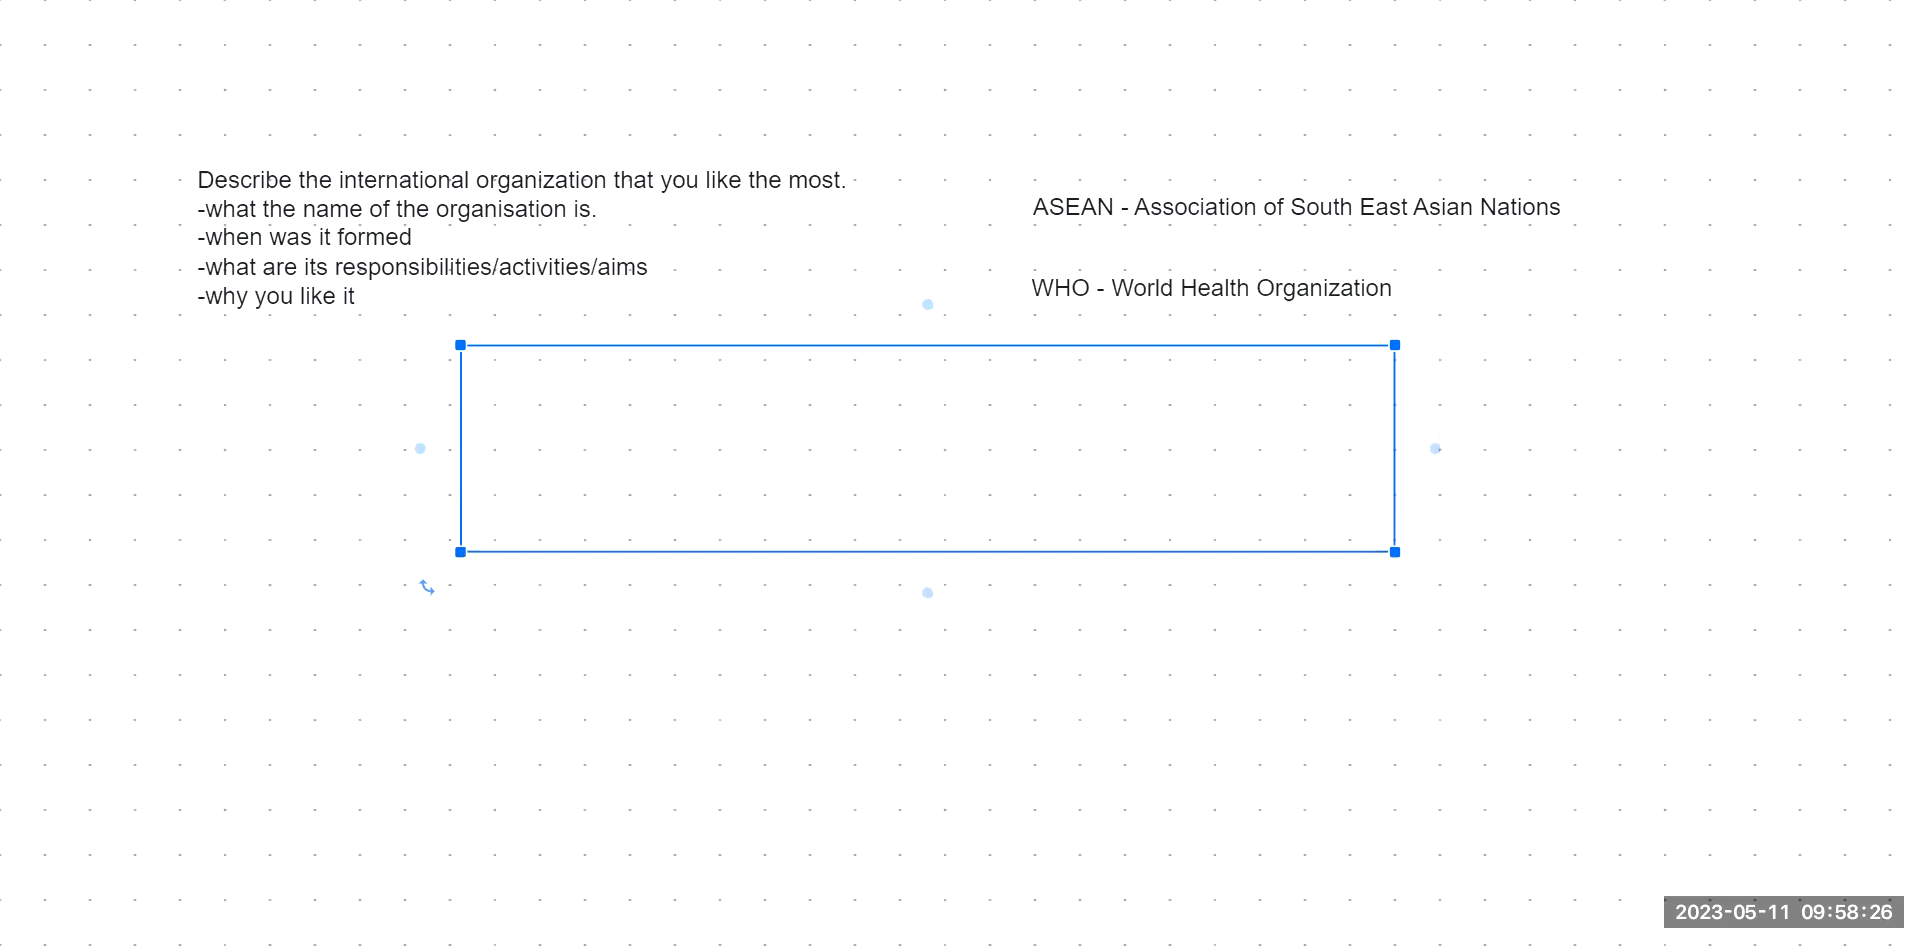 Describe the international organization that you like the most.
-what the name of the organisation is.
-when was it formed
-what are its responsibilities/activities/aims
-why you like it
ASEAN - Association of South East Asian Nations
WHO - World Health Organization
2023-05-11 09:58:26